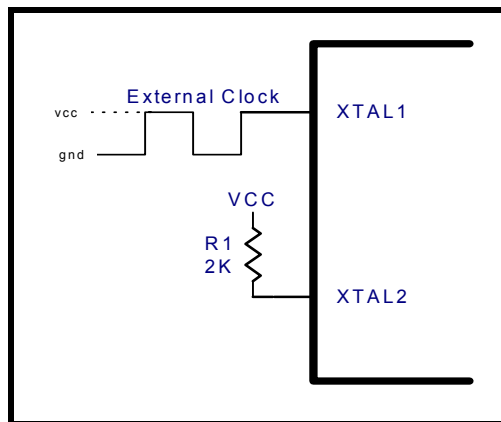 External Clock
vcc
gnd
XTAL1
VCC
R1
2K
XTAL2